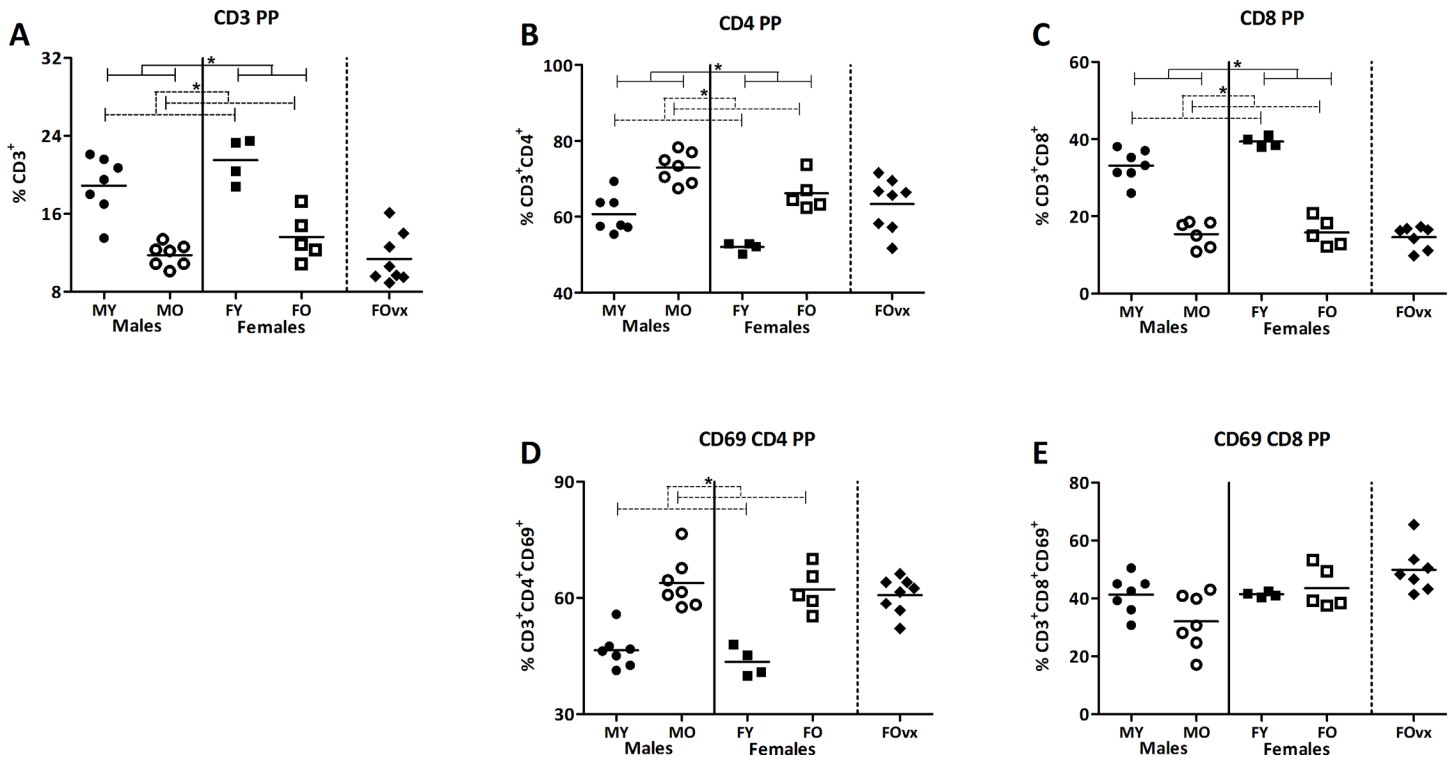 A
CD3 PP
% CD3+
32
24
16
8
*
*
MY MO FY FO FOvx
Males Females
B
CD4 PP
% CD3+CD4+
100
80
60
40
*
*
MY MO FY FO FOvx
Males Females
C
CD8 PP
% CD3+CD8+
60
40
20
0
*
*
MY MO FY FO FOvx
Males Females
D
CD69 CD4 PP
% CD3+CD4+CD69+
90
60
30
*
MY MO FY FO FOvx
Males Females
E
CD69 CD8 PP
% CD3+CD8+CD69+
80
60
40
20
0
MY MO FY FO FOvx
Males Females